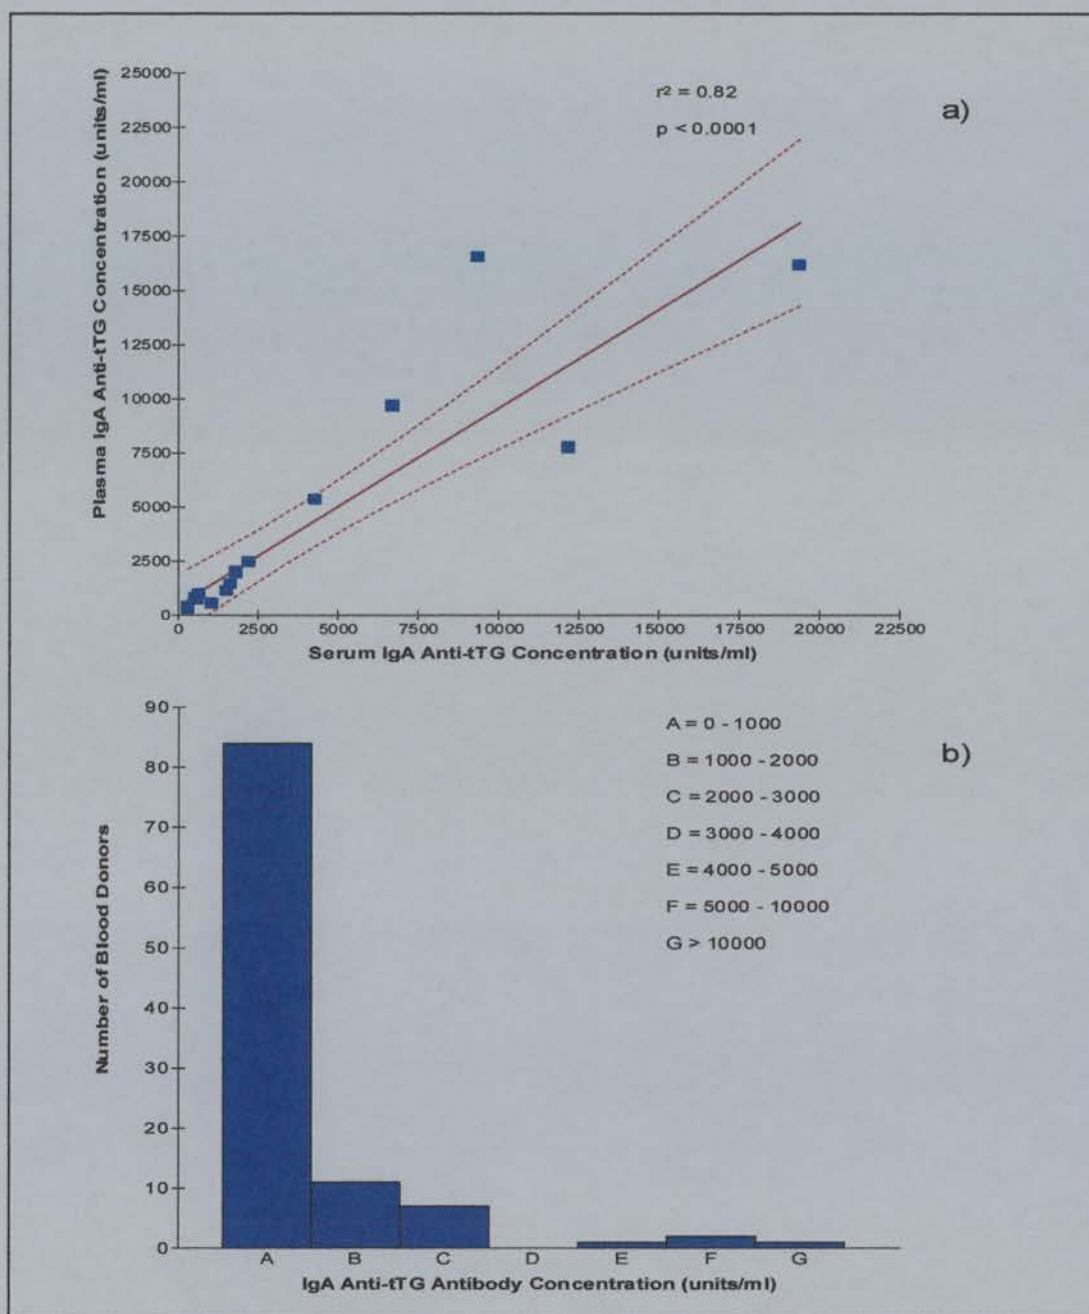 Plasma IgA Anti-tTG Concentration (units/ml)
25000
22500
20000
17500
15000
12500
10000
7500
5000
2500
0
r² = 0.82
p < 0.0001
a)
0 2500 5000 7500 10000 12500 15000 17500 20000 22500
Serum IgA Anti-tTG Concentration (units/ml)
Number of Blood Donors
90
80
70
60
50
40
30
20
10
0
A = 0 - 1000
B = 1000 - 2000
C = 2000 - 3000
D = 3000 - 4000
E = 4000 - 5000
F = 5000 - 10000
G > 10000
b)
A B C D E F G
IgA Anti-tTG Antibody Concentration (units/ml)